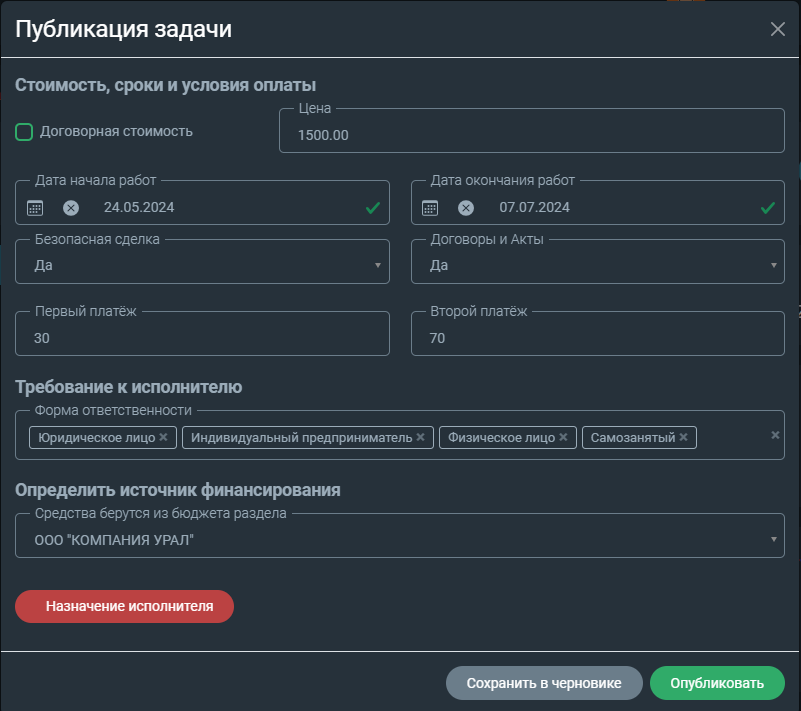 Публикация задачи
Стоимость, сроки и условия оплаты
Договорная стоимость
Цена
1500.00
Дата начала работ
24.05.2024
Дата окончания работ
07.07.2024
Безопасная сделка
Да
Договоры и Акты
Да
Первый платёж
30
Второй платёж
70
Требование к исполнителю
Форма ответственности
Юридическое лицо × Индивидуальный предприниматель × Физическое лицо × Самозанятый ×
Определить источник финансирования
Средства берутся из бюджета раздела
ООО "КОМПАНИЯ УРАЛ"
Назначение исполнителя
Сохранить в черновике
Опубликовать